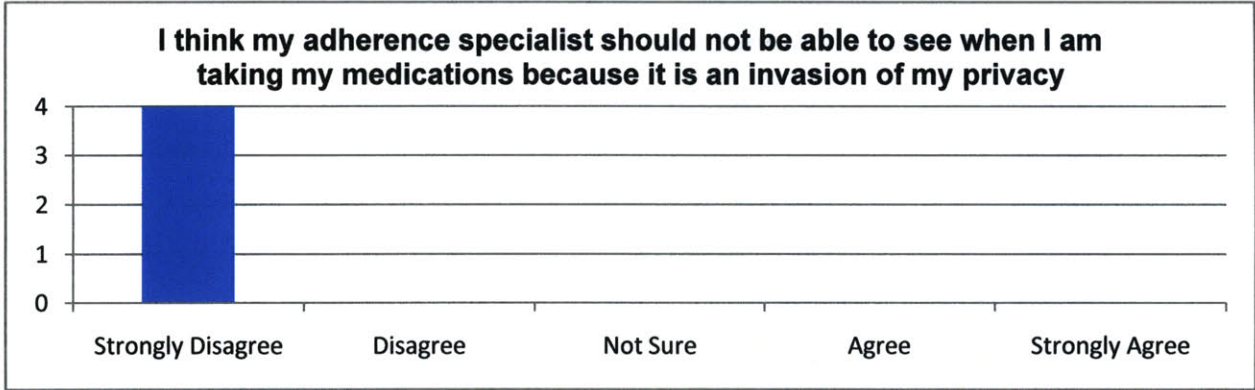 I think my adherence specialist should not be able to see when I am
taking my medications because it is an invasion of my privacy
4
3
2
1
0
Strongly Disagree Disagree Not Sure Agree Strongly Agree